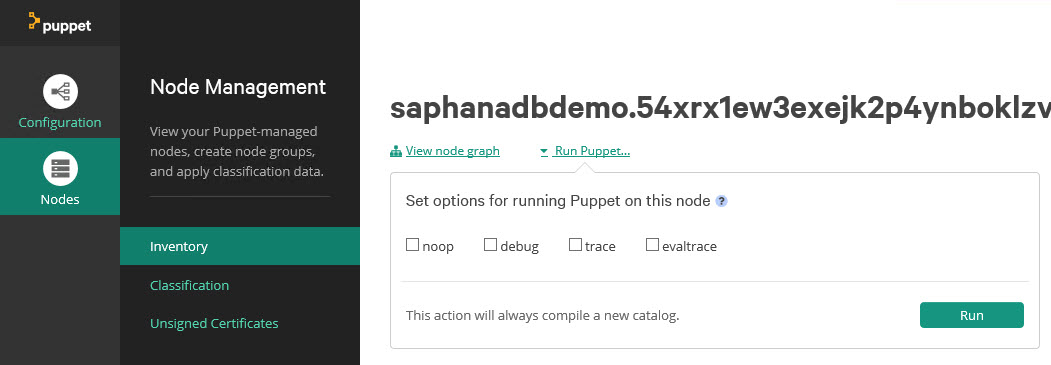 puppet
Configuration
Nodes
Node Management
View your Puppet-managed
nodes, create node groups,
and apply classification data.
Inventory
Classification
Unsigned Certificates
saphanadbdemo.54xrx1ew3exejk2p4ynboklzv
View node graph
Run Puppet...
Set options for running Puppet on this node ?
noop debug trace evaltrace
This action will always compile a new catalog.
Run